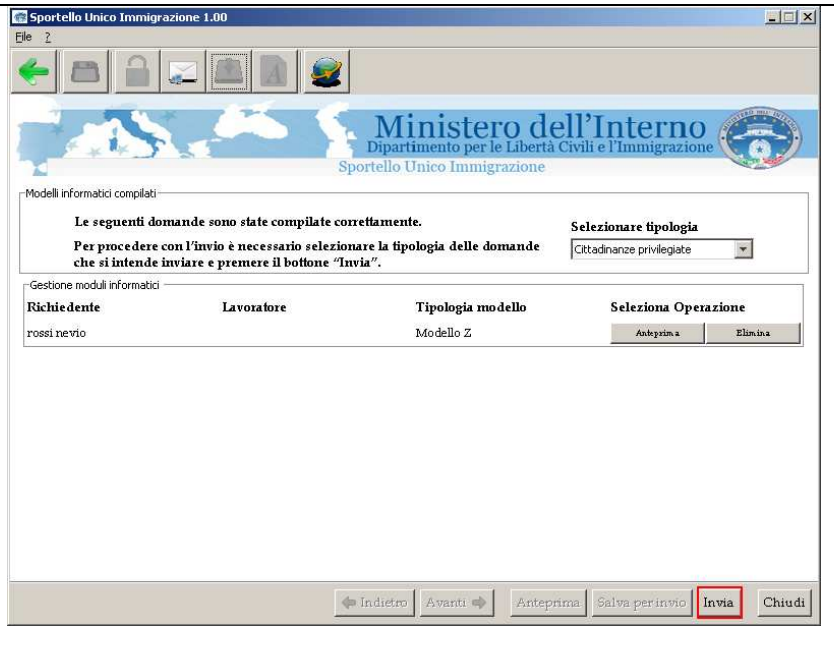 Sportello Unico Immigrazione 1.00
File ?
Ministero dell'Interno
Dipartimento per le Libertà Civili e l'Immigrazione
Sportello Unico Immigrazione
Modelli informatici compilati
Le seguenti domande sono state compilate correttamente.
Per procedere con l'invio è necessario selezionare la tipologia delle domande
che si intende inviare e premere il bottone "Invia".
Selezionare tipologia
Cittadinanze privilegiate
Gestione moduli informatici
Richiedente Lavoratore Tipologia modello Seleziona Operazione
rossi nevio Modello Z Anteprima Elimina
Indietro Avanti Anteprima Salva per invio Invia Chiudi